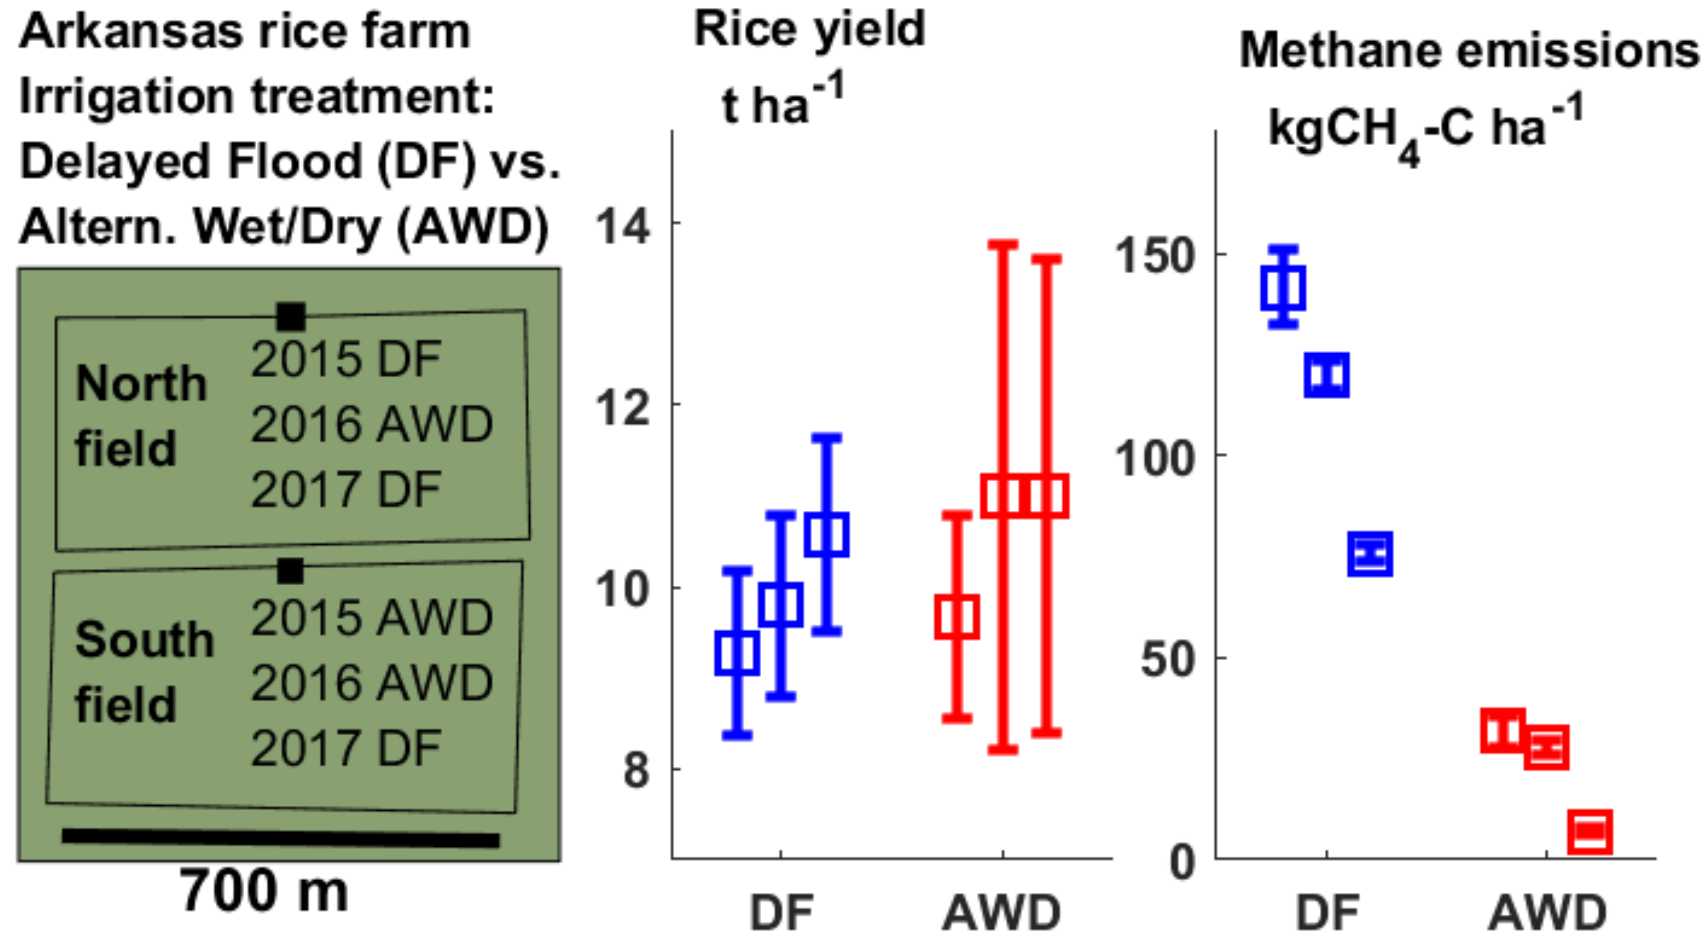 Arkansas rice farm
Irrigation treatment:
Delayed Flood (DF) vs.
Altern. Wet/Dry (AWD)
North
field
2015 DF
2016 AWD
2017 DF
South
field
2015 AWD
2016 AWD
2017 DF
700 m
Rice yield
t ha⁻¹
14
12
10
8
DF AWD
Methane emissions
kgCH₄-C ha⁻¹
150
100
50
0
DF AWD